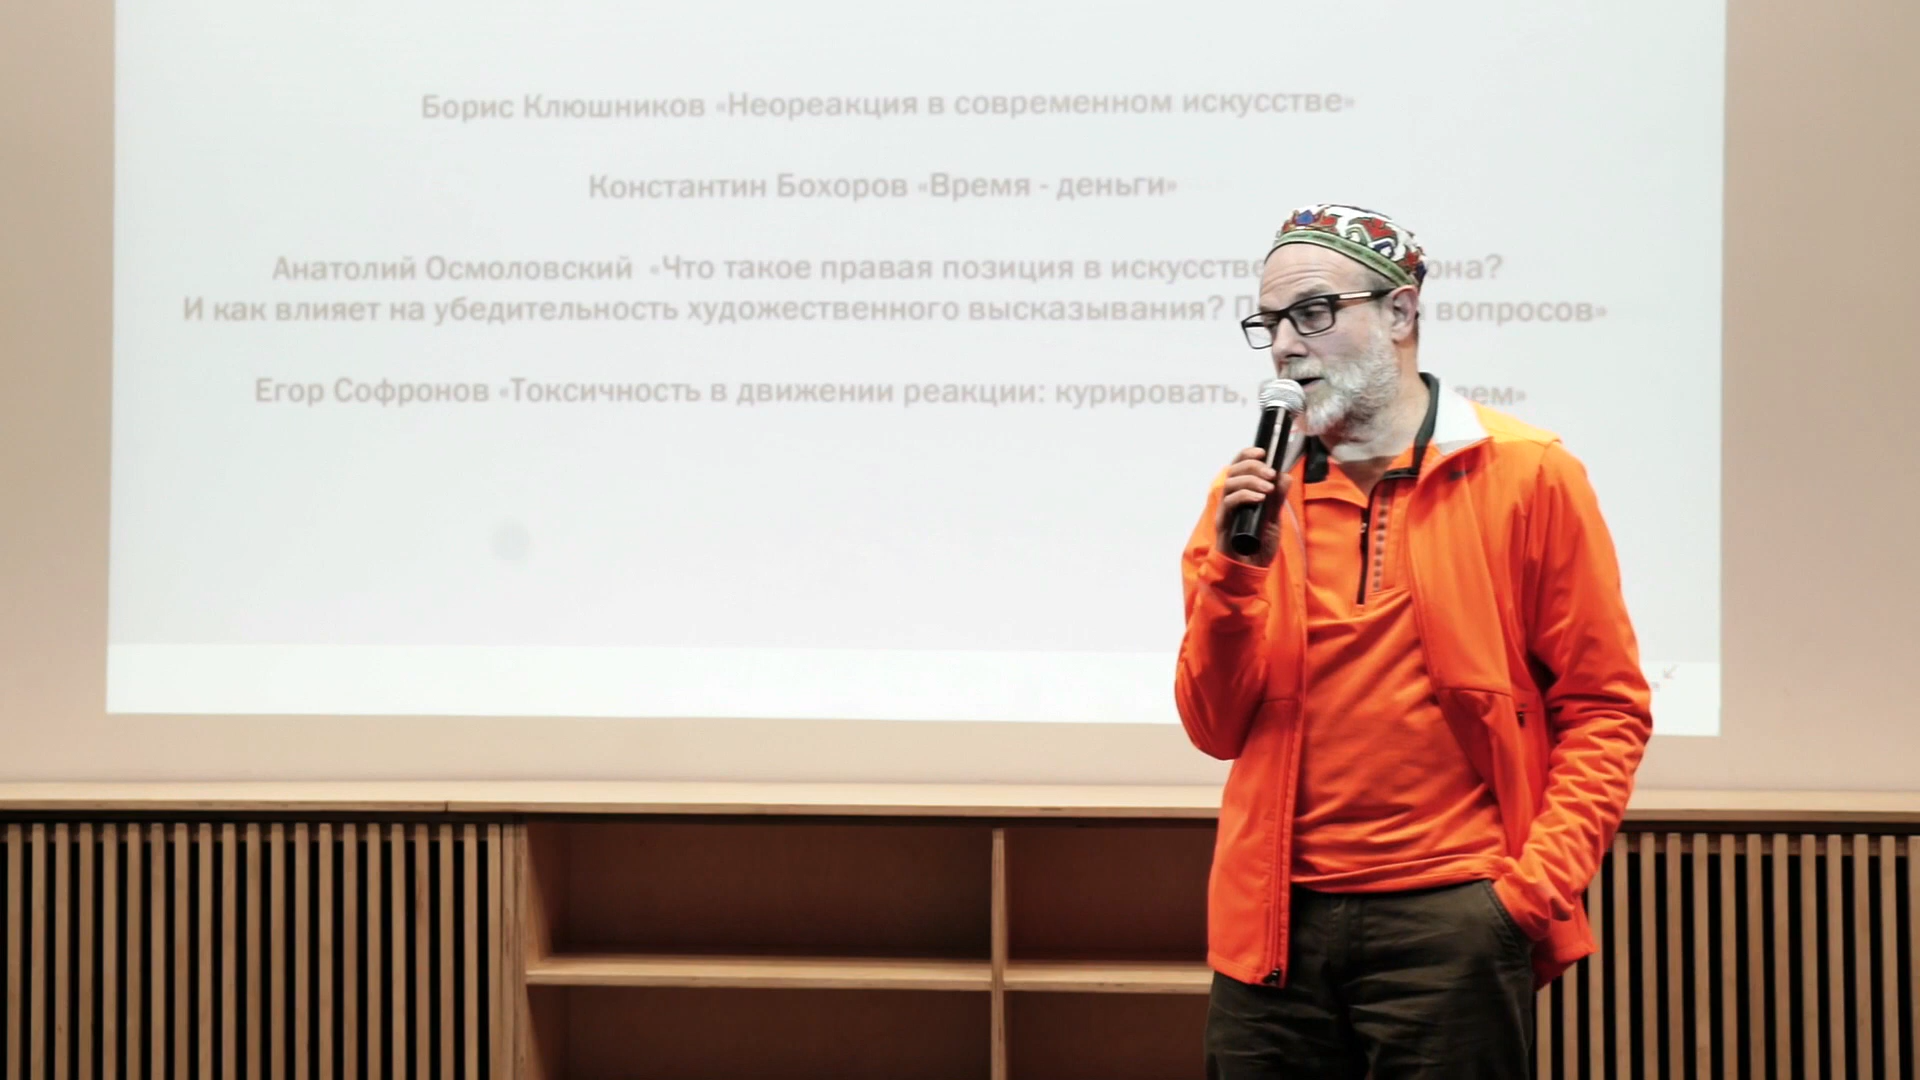 Борис Клюшников «Неореакция в современном искусстве»
Константин Бохоров «Время - деньги»
Анатолий Осмоловский «Что такое правая позиция в искусстве
И как влияет на убедительность художественного высказывания? вопросов»
Егор Софронов «Токсичность в движении реакции: курировать,